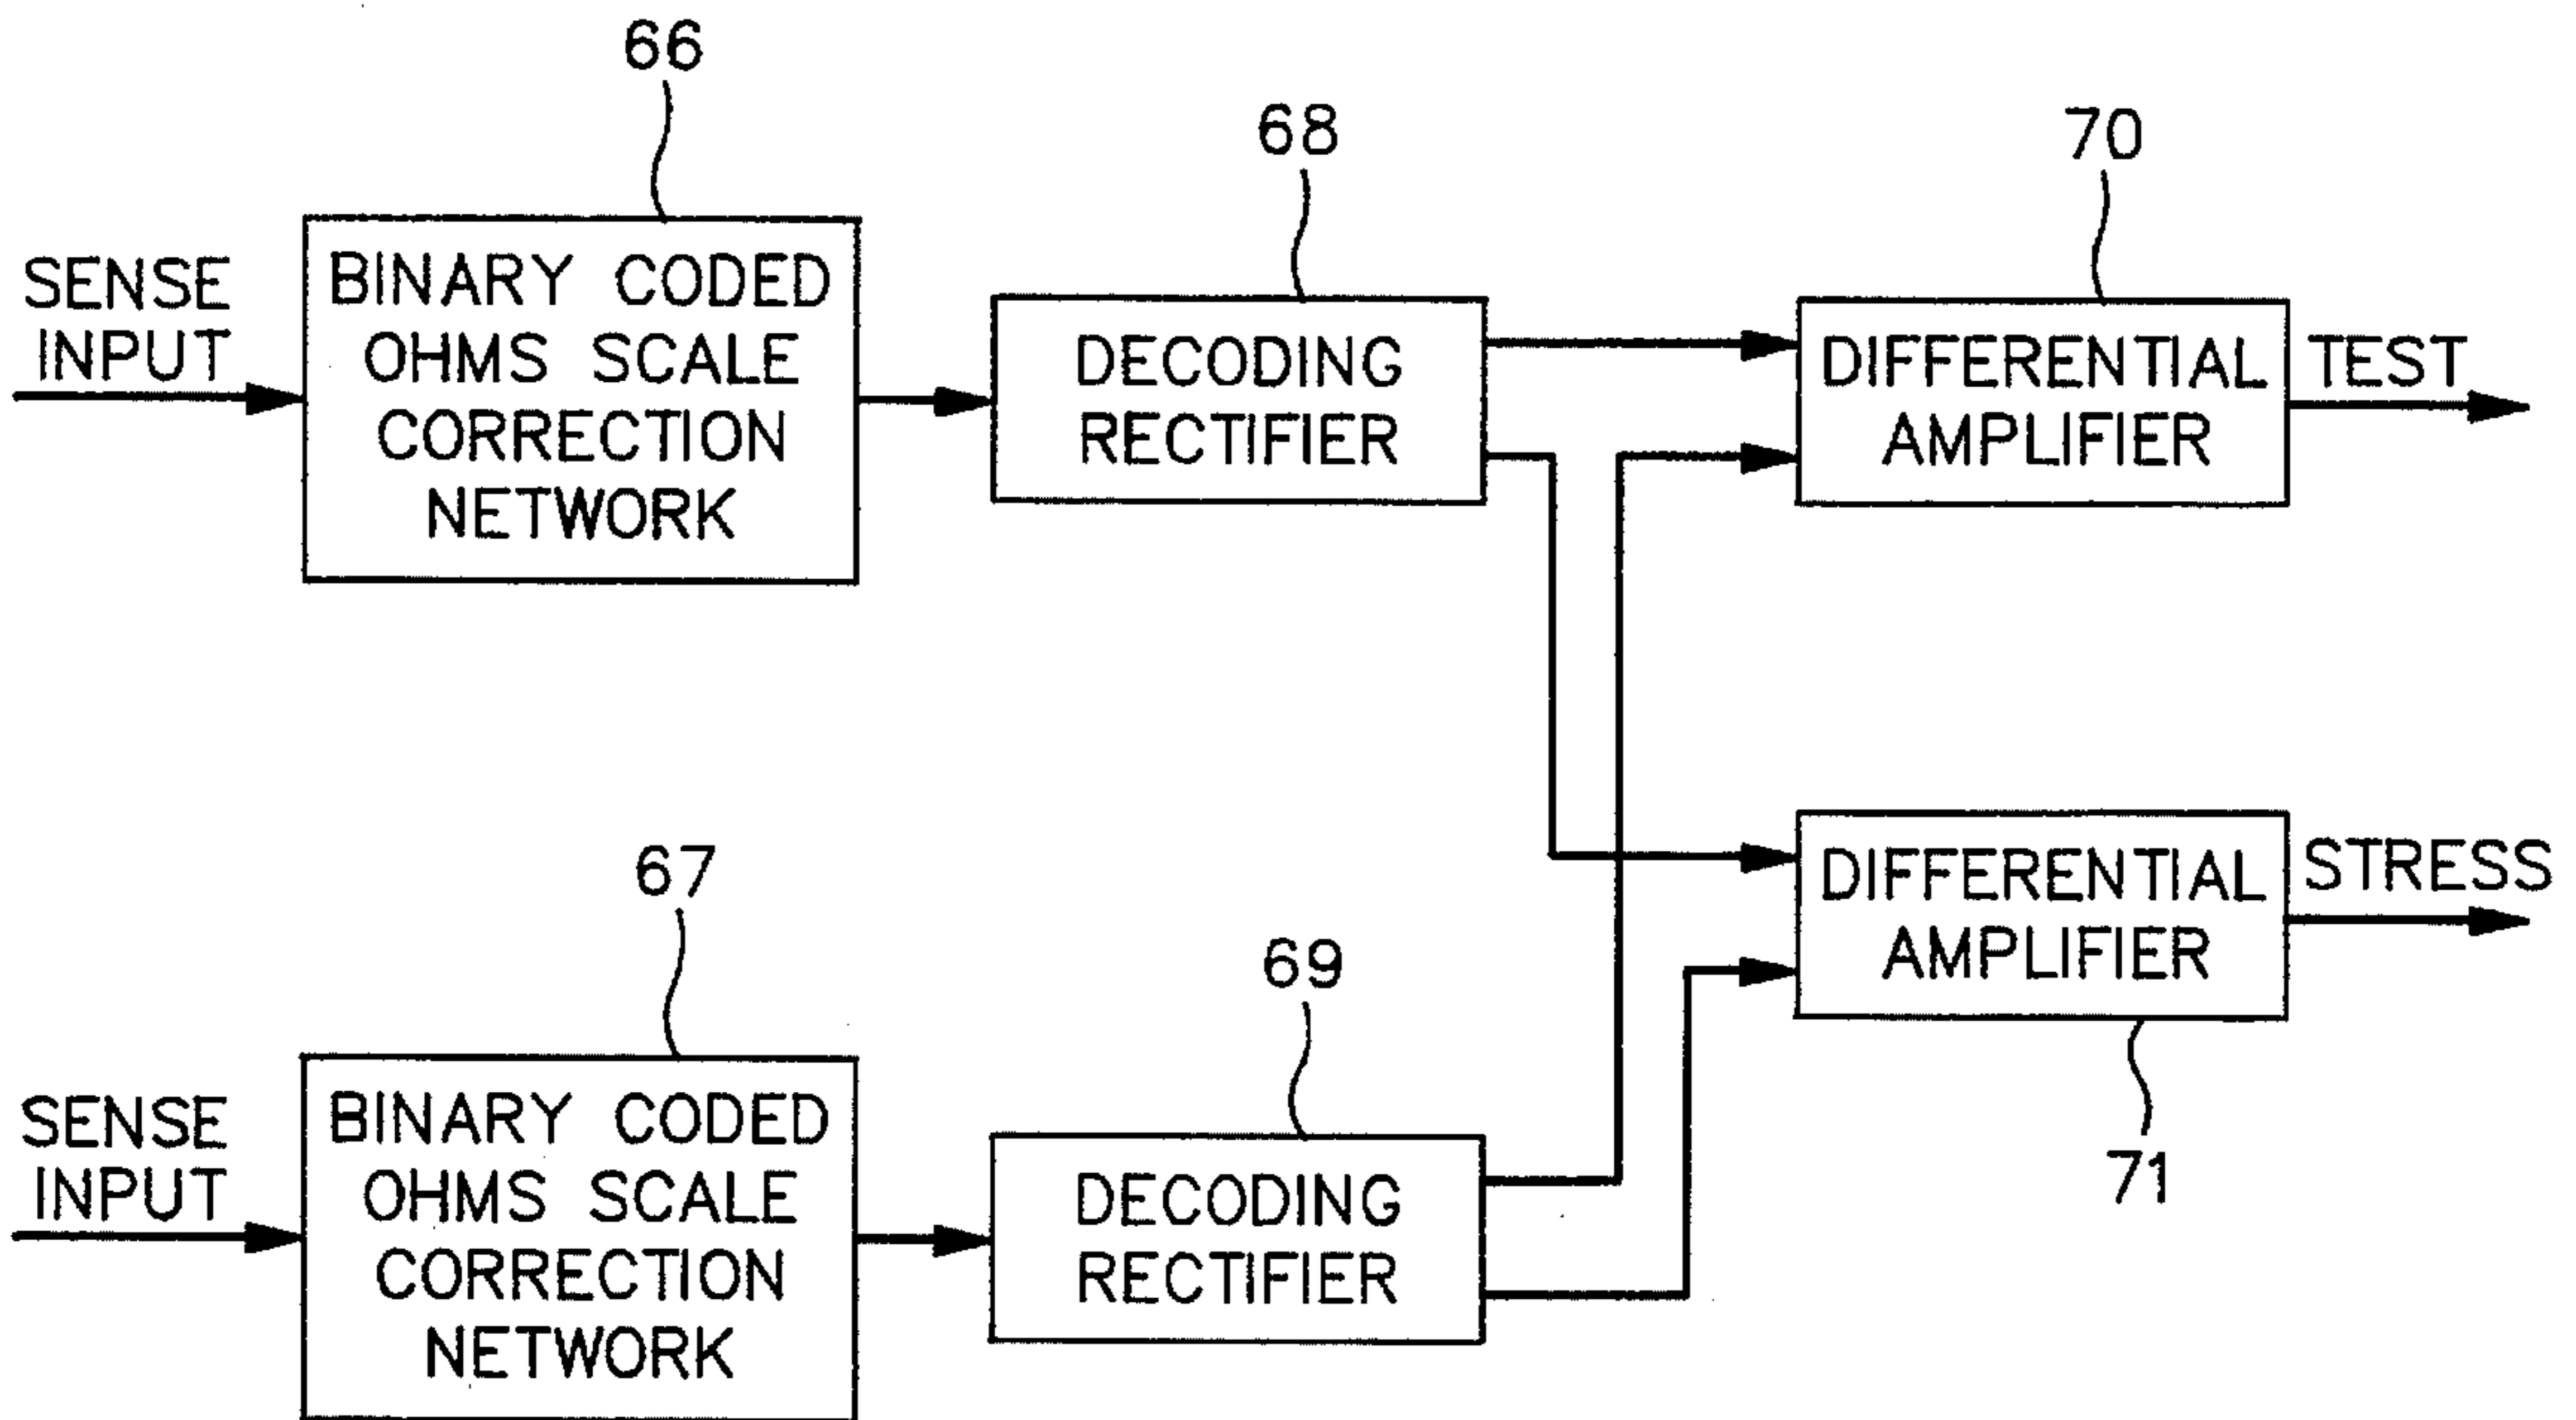 66
68
70
SENSE
INPUT
BINARY CODED
OHMS SCALE
CORRECTION
NETWORK
DECODING
RECTIFIER
DIFFERENTIAL
AMPLIFIER
TEST
67
69
SENSE
INPUT
BINARY CODED
OHMS SCALE
CORRECTION
NETWORK
DECODING
RECTIFIER
DIFFERENTIAL
AMPLIFIER
STRESS
71